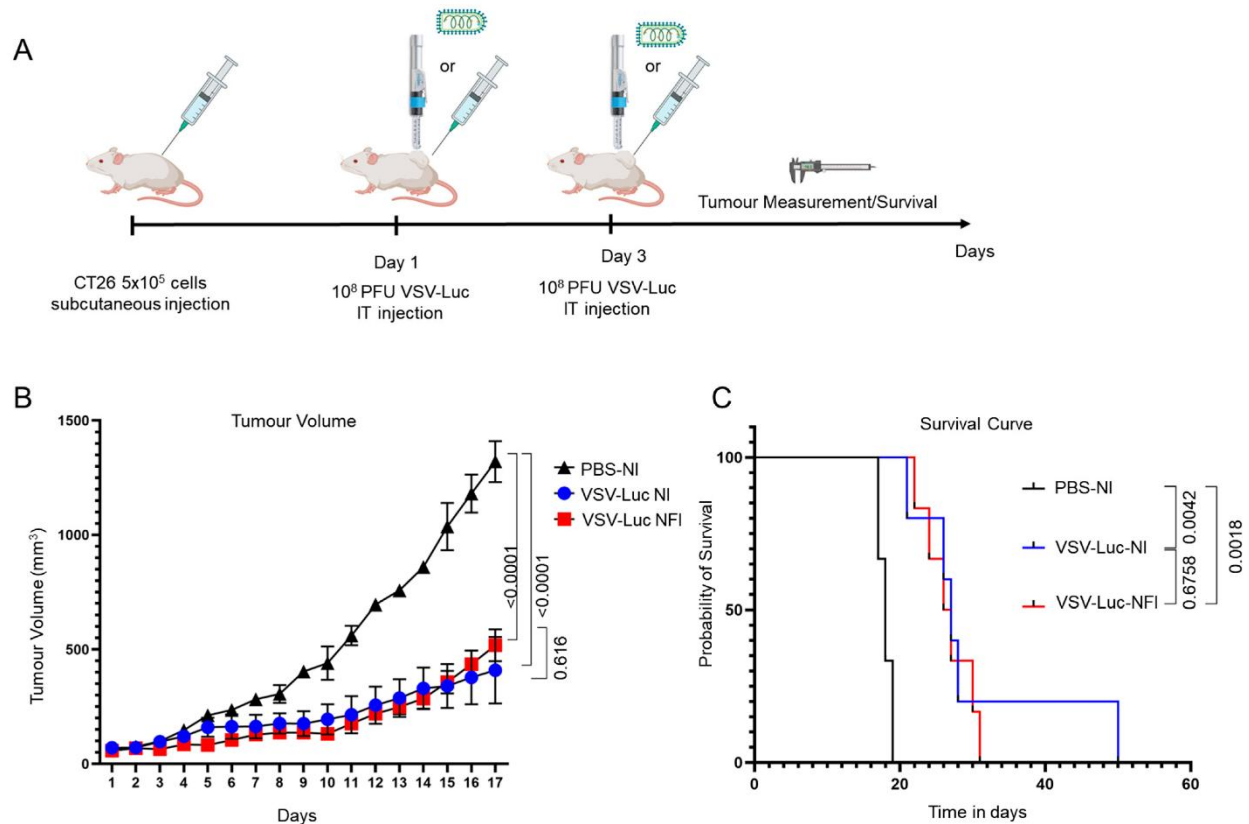 A
or
or
Tumour Measurement/Survival
Days
CT26 5x10⁵ cells
subcutaneous injection
Day 1
10⁸ PFU VSV-Luc
IT injection
Day 3
10⁸ PFU VSV-Luc
IT injection
B
Tumour Volume
1500
1000
500
0
Tumour Volume (mm³)
1 2 3 4 5 6 7 8 9 10 11 12 13 14 15 16 17
Days
PBS-NI
VSV-Luc NI
VSV-Luc NFI
<0.0001
<0.0001
0.616
C
Survival Curve
100
50
0
Probability of Survival
0 20 40 60
Time in days
PBS-NI
VSV-Luc-NI
VSV-Luc-NFI
0.0042
0.6758
0.0018